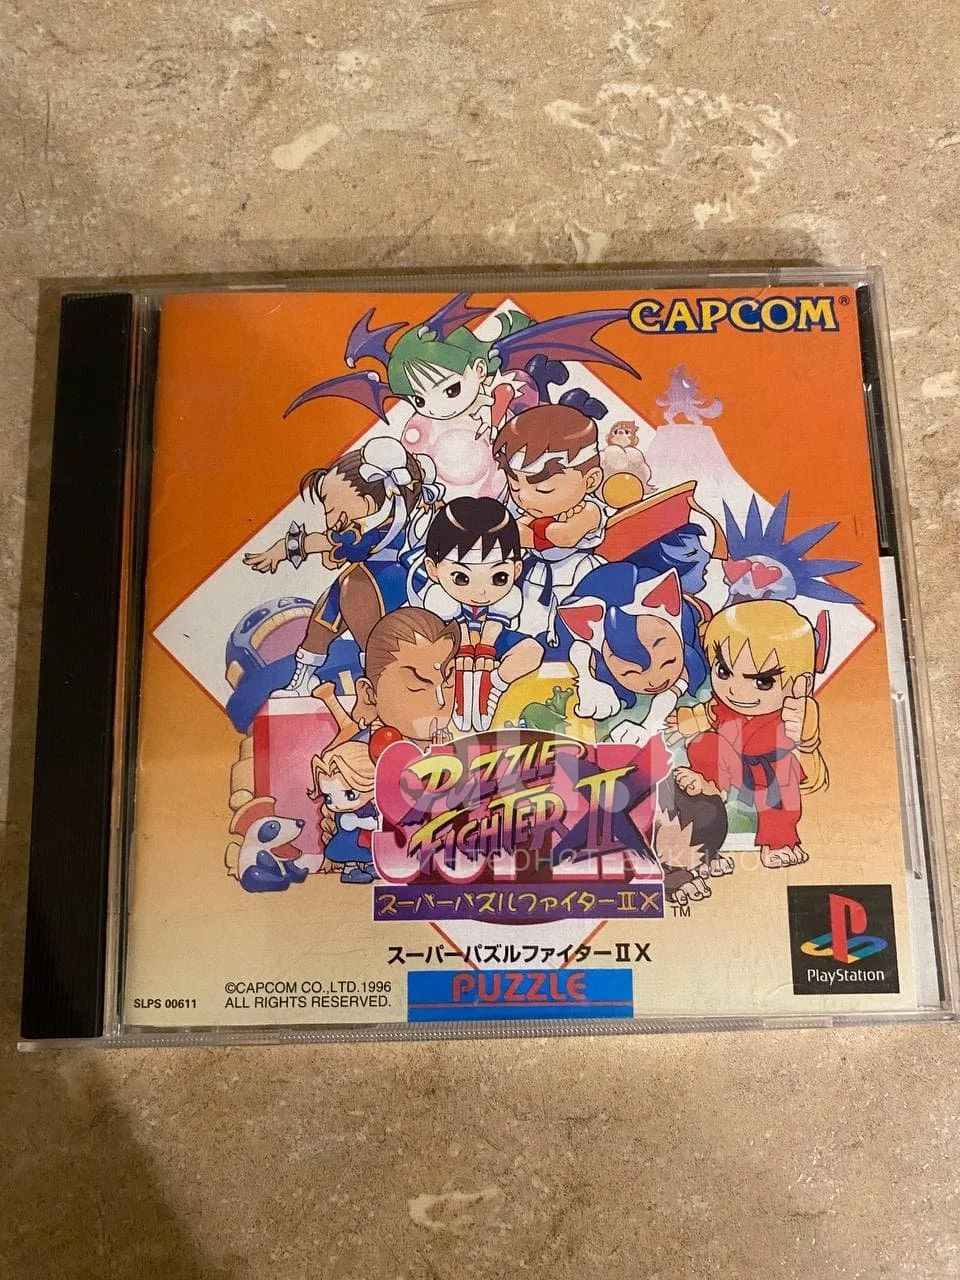 CAPCOM®
SUPER
PUZZLE
FIGHTER II X
スーパーパズルファイターIIX
TM
スーパーパズルファイターIIX
PUZZLE
©CAPCOM CO.,LTD.1996
ALL RIGHTS RESERVED.
SLPS 00611
PlayStation